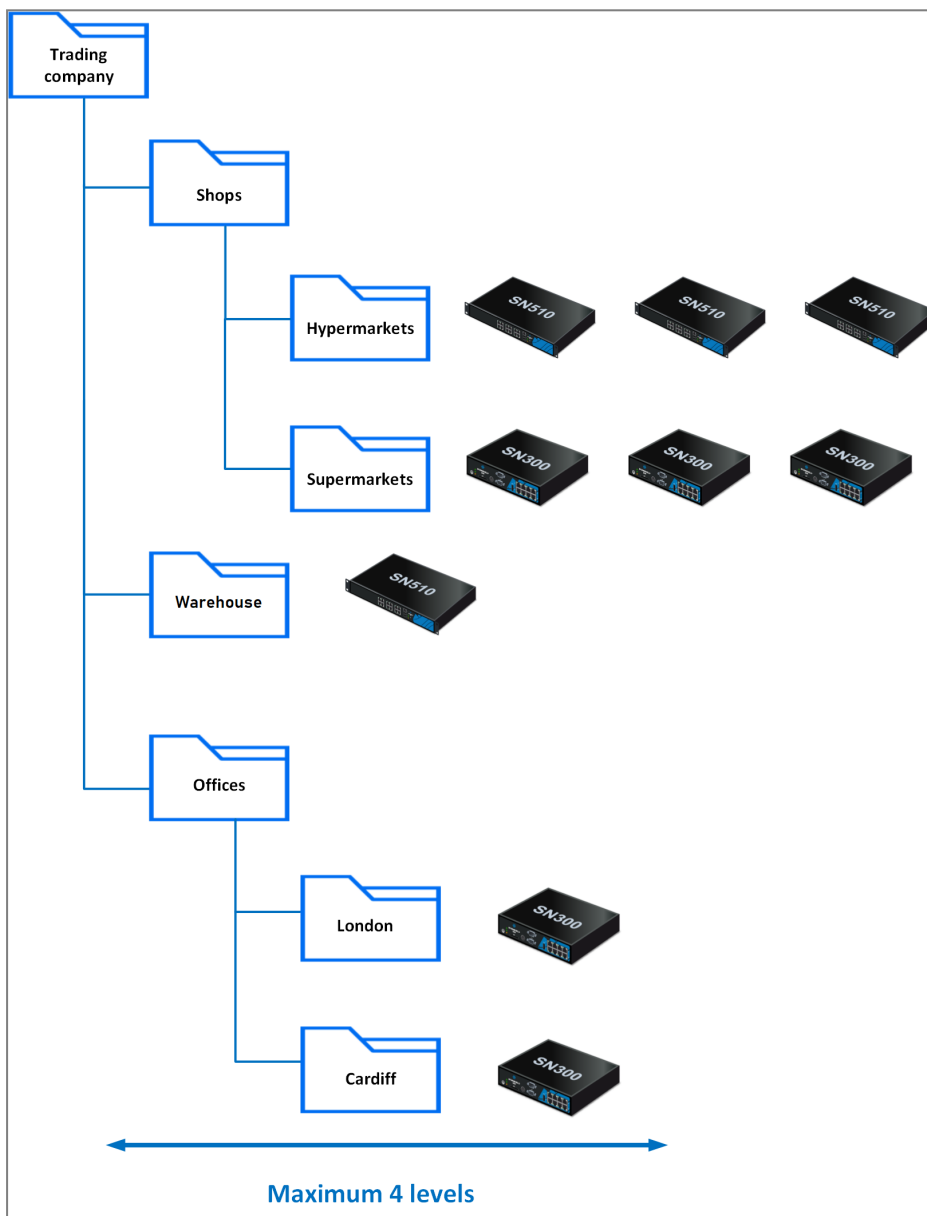 Trading
company
Shops
Hypermarkets
SN510
SN510
SN510
Supermarkets
SN300
SN300
SN300
Warehouse
SN510
Offices
London
SN300
Cardiff
SN300
Maximum 4 levels